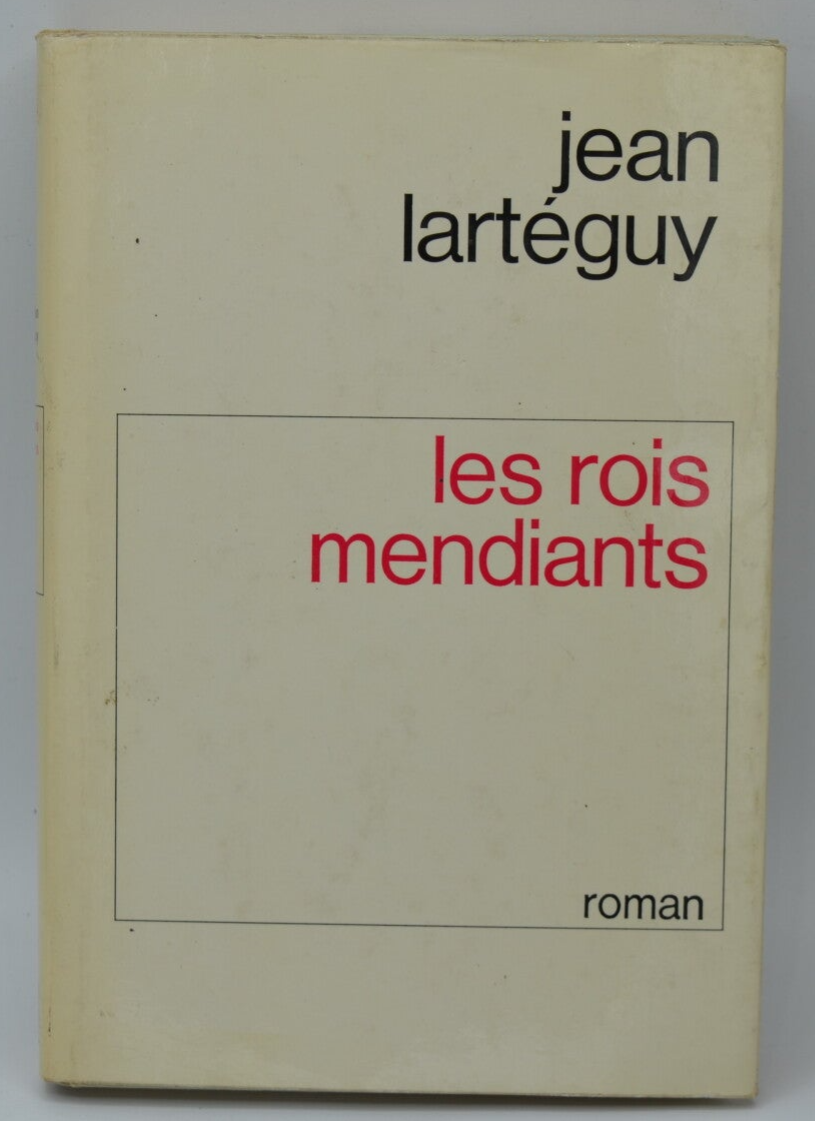 jean
lartéguy
les rois
mendiants
roman